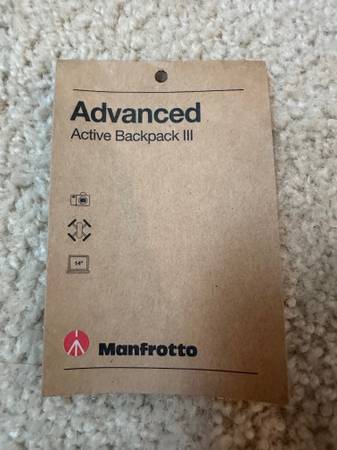 Advanced
Active Backpack III
14"
Manfrotto